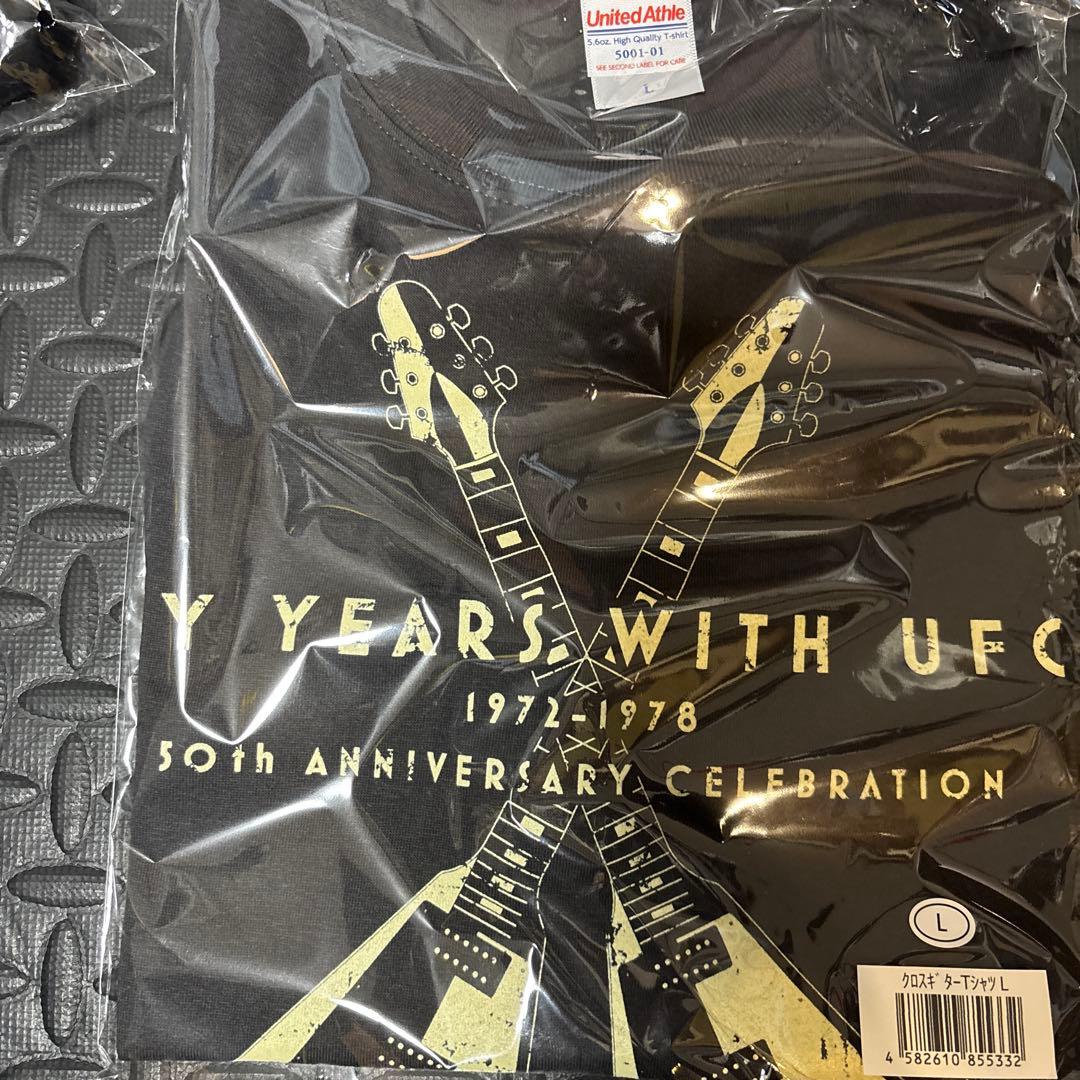 United Athle
5.6oz. High Quality T-shirt
5001-01
SEE SECOND LABEL FOR CARE
L
Y YEARS WITH UFO
1972-1978
50th ANNIVERSARY CELEBRATION
L
クロスギターTシャツ L
4 582610 855332